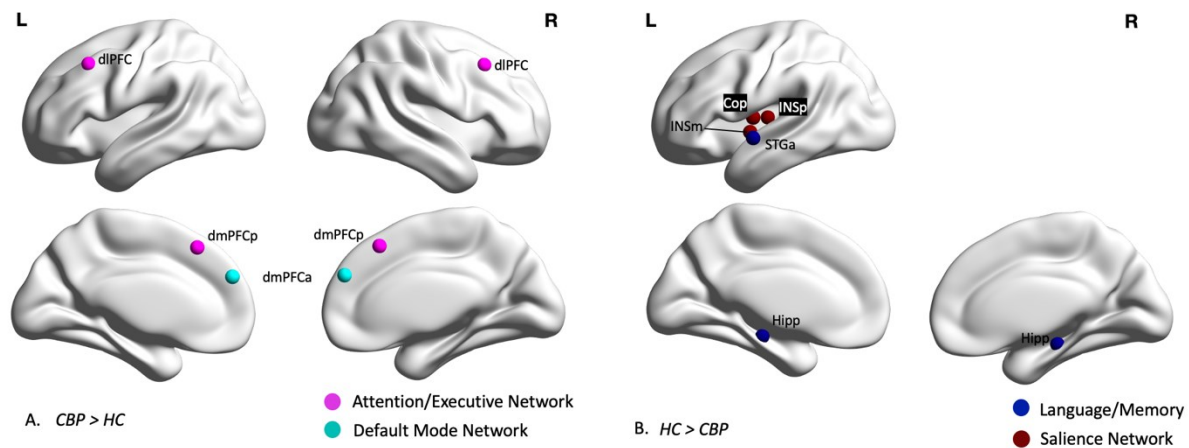 L
R
dlPFC
dlPFC
dmPFCp
dmPFCp
dmPFCa
A. CBP > HC
Attention/Executive Network
Default Mode Network
L
R
Cop
INSp
INSm
STGa
Hipp
Hipp
B. HC > CBP
Language/Memory
Salience Network